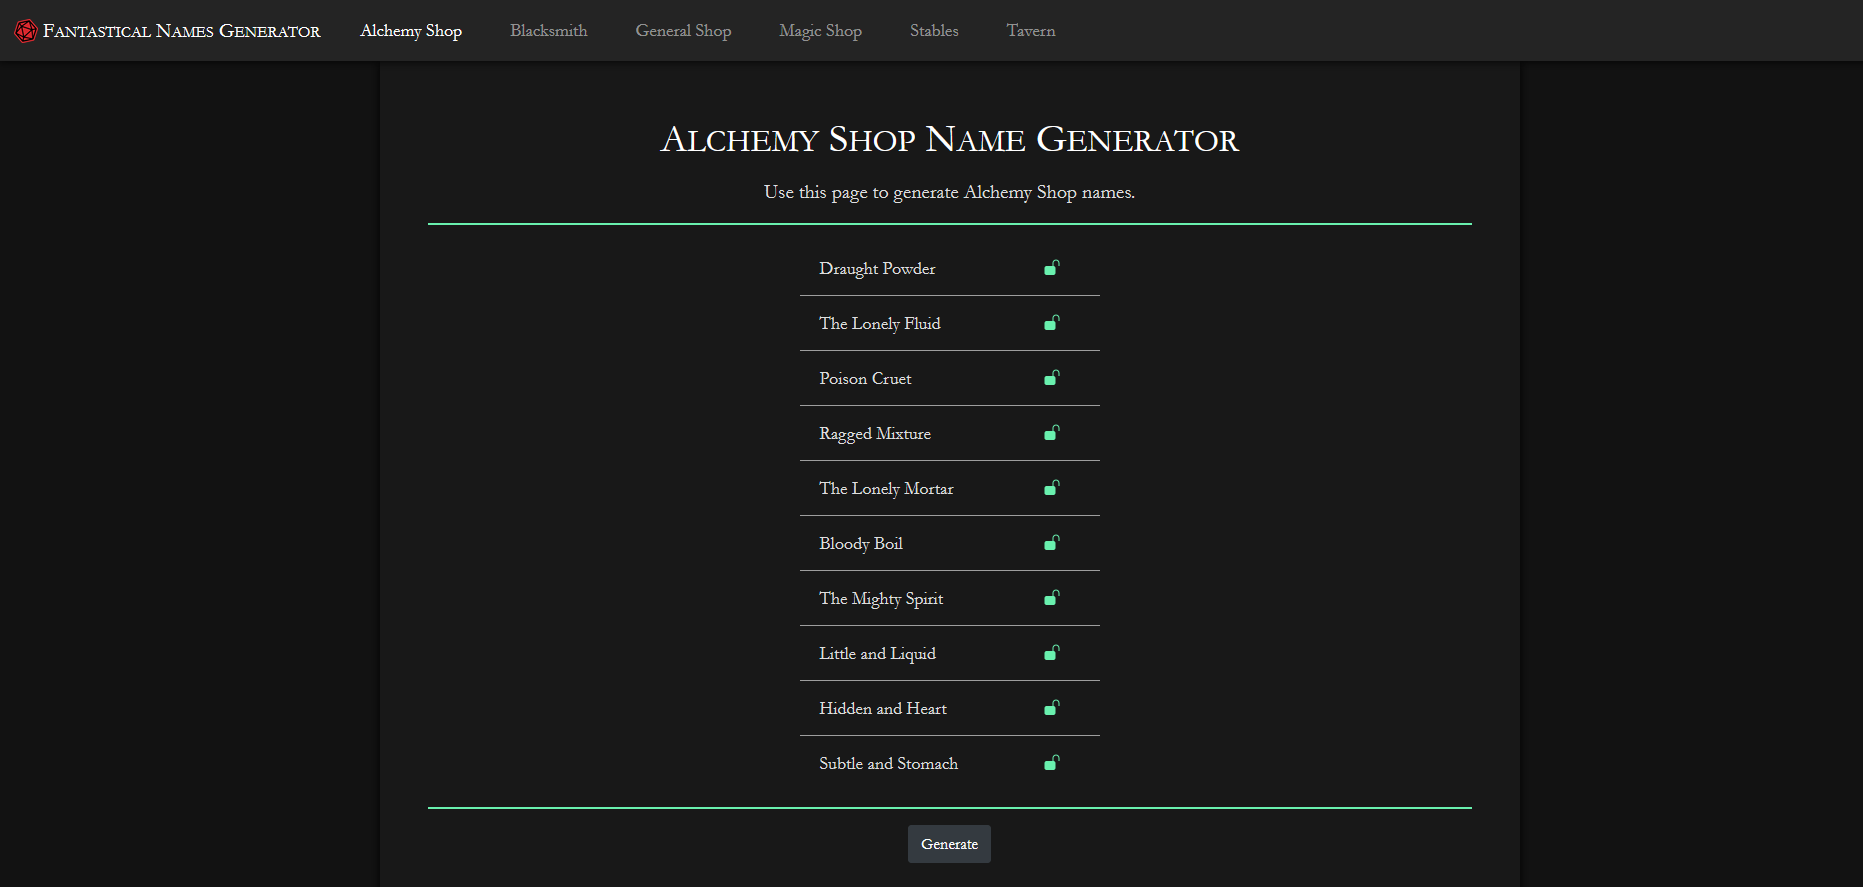 Fantastical Names Generator Alchemy Shop Blacksmith General Shop Magic Shop Stables Tavern
Alchemy Shop Name Generator
Use this page to generate Alchemy Shop names.
Draught Powder
The Lonely Fluid
Poison Cruet
Ragged Mixture
The Lonely Mortar
Bloody Boil
The Mighty Spirit
Little and Liquid
Hidden and Heart
Subtle and Stomach
Generate